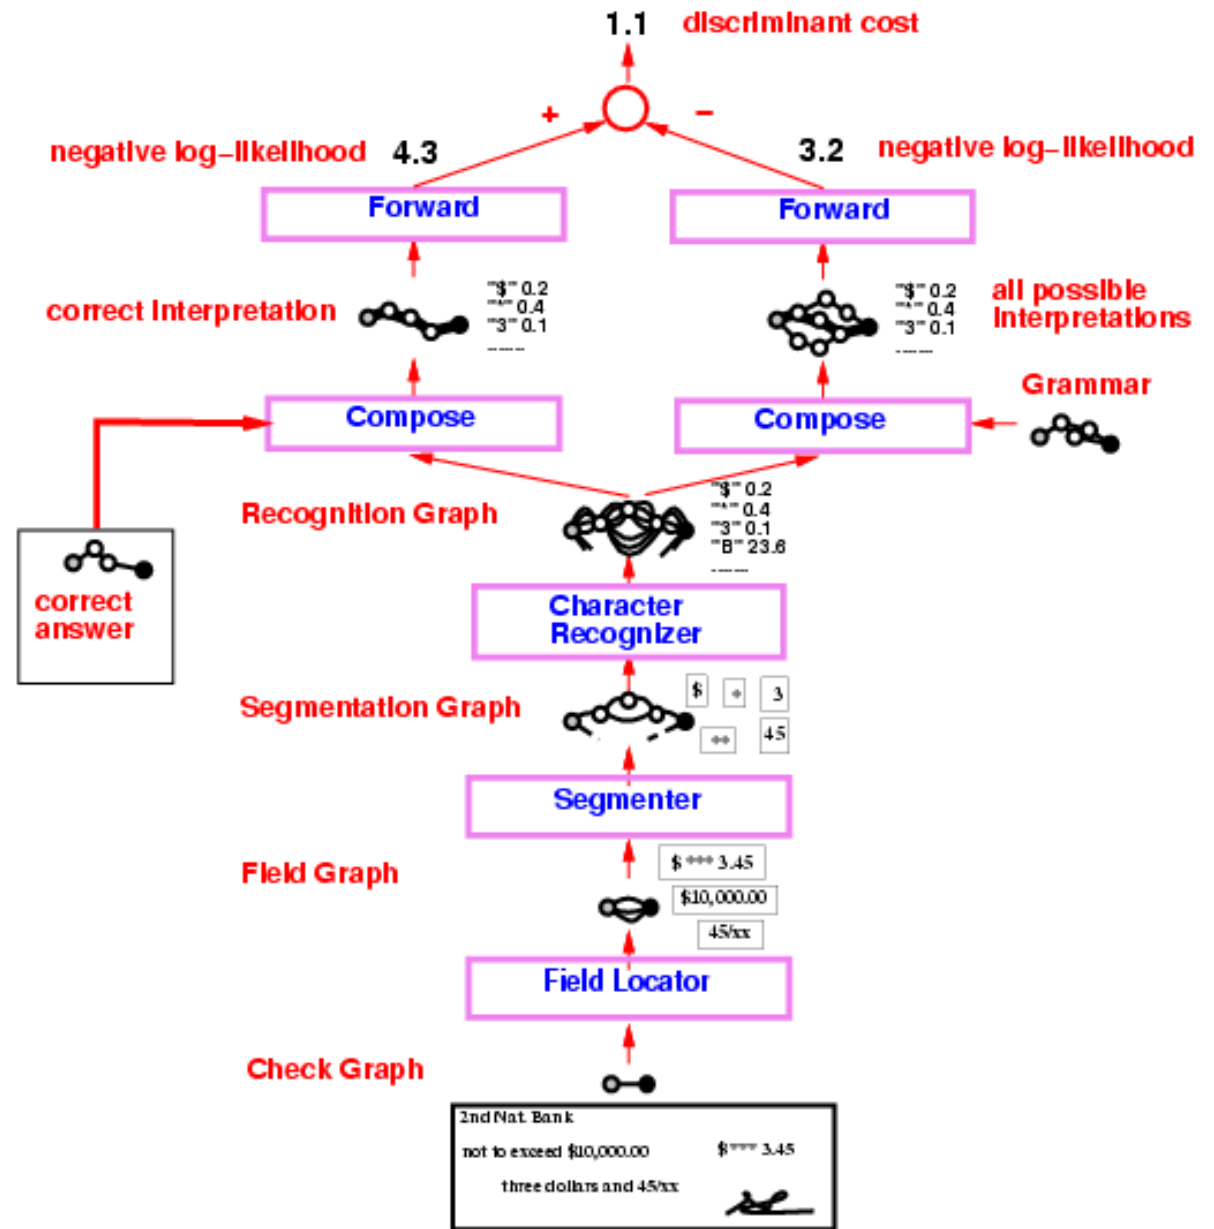 1.1 discriminant cost
+ −
negative log−likelihood 4.3
3.2 negative log−likelihood
Forward
Forward
correct interpretation
"$" 0.2
"*" 0.4
"3" 0.1
------
"$" 0.2
"*" 0.4
"3" 0.1
------
all possible
interpretations
Grammar
Compose
Compose
Recognition Graph
"$" 0.2
"*" 0.4
"3" 0.1
"B" 23.6
------
correct
answer
Character
Recognizer
Segmentation Graph
$ * 3
** 45
Segmenter
Field Graph
$ *** 3.45
$10,000.00
45/xx
Field Locator
Check Graph
2nd Nat. Bank
not to exceed $10,000.00 $ *** 3.45
three dollars and 45/xx